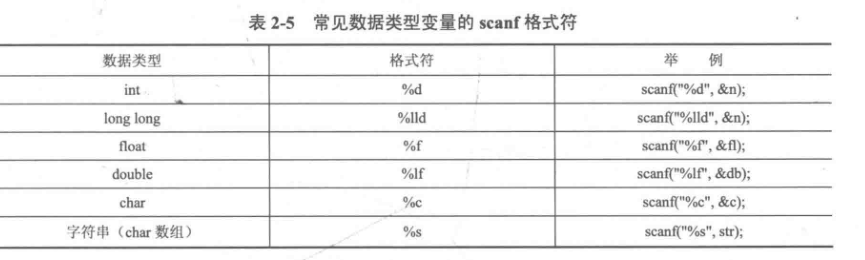 表 2-5 常见数据类型变量的 scanf 格式符
数据类型 格式符 举 例
int %d scanf("%d", &n);
long long %lld scanf("%lld", &n);
float %f scanf("%f", &fl);
double %lf scanf("%lf", &db);
char %c scanf("%c", &c);
字符串（char 数组） %s scanf("%s", str);